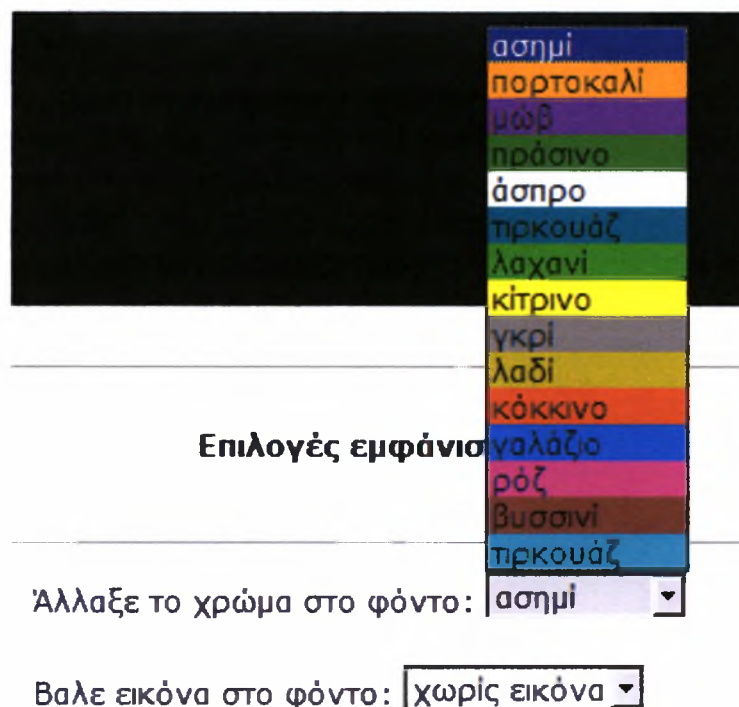 ασημί
πορτοκαλί
μώβ
πράσινο
άσπρο
τιρκουάζ
λαχανί
κίτρινο
γκρί
λαδί
κόκκινο
Επιλογές εμφάνισ
γαλάζιο
ρόζ
βυσσινί
τιρκουάζ
Άλλαξε το χρώμα στο φόντο: ασημί
Βαλε εικόνα στο φόντο: χωρίς εικόνα